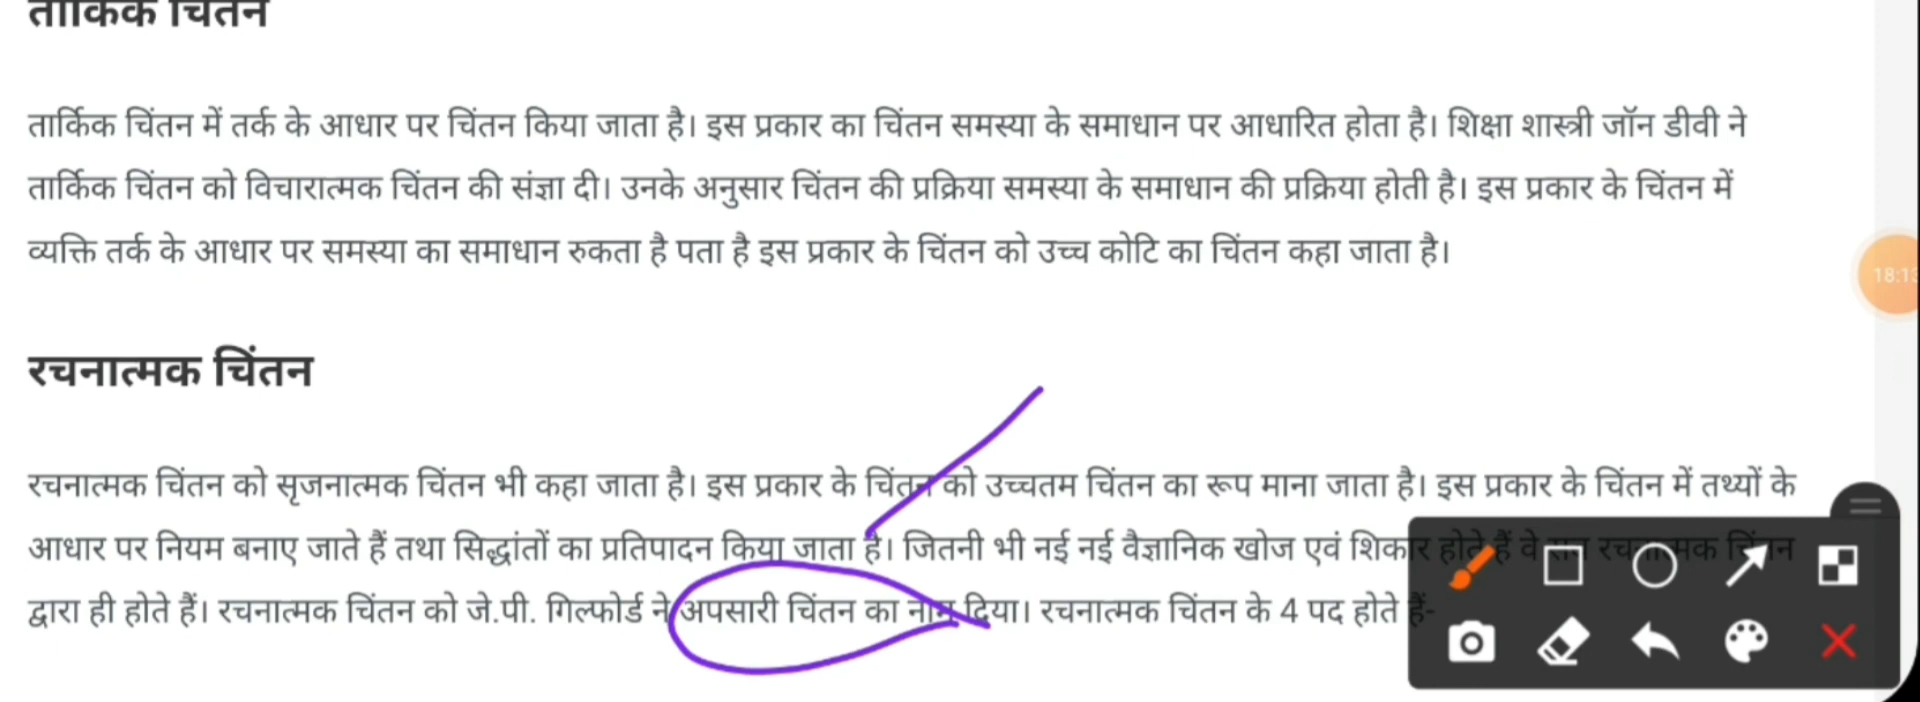 तार्किक चिंतन
तार्किक चिंतन में तर्क के आधार पर चिंतन किया जाता है। इस प्रकार का चिंतन समस्या के समाधान पर आधारित होता है। शिक्षा शास्त्री जॉन डीवी ने
तार्किक चिंतन को विचारात्मक चिंतन की संज्ञा दी। उनके अनुसार चिंतन की प्रक्रिया समस्या के समाधान की प्रक्रिया होती है। इस प्रकार के चिंतन में
व्यक्ति तर्क के आधार पर समस्या का समाधान रुकता है पता है इस प्रकार के चिंतन को उच्च कोटि का चिंतन कहा जाता है।
रचनात्मक चिंतन
रचनात्मक चिंतन को सृजनात्मक चिंतन भी कहा जाता है। इस प्रकार के चिंतन को उच्चतम चिंतन का रूप माना जाता है। इस प्रकार के चिंतन में तथ्यों के
आधार पर नियम बनाए जाते हैं तथा सिद्धांतों का प्रतिपादन किया जाता है। जितनी भी नई नई वैज्ञानिक खोज एवं शिकार होते हैं वे रचनात्मक चिंतन
द्वारा ही होते हैं। रचनात्मक चिंतन को जे.पी. गिल्फोर्ड ने अपसारी चिंतन का नाम दिया। रचनात्मक चिंतन के 4 पद होते हैं-